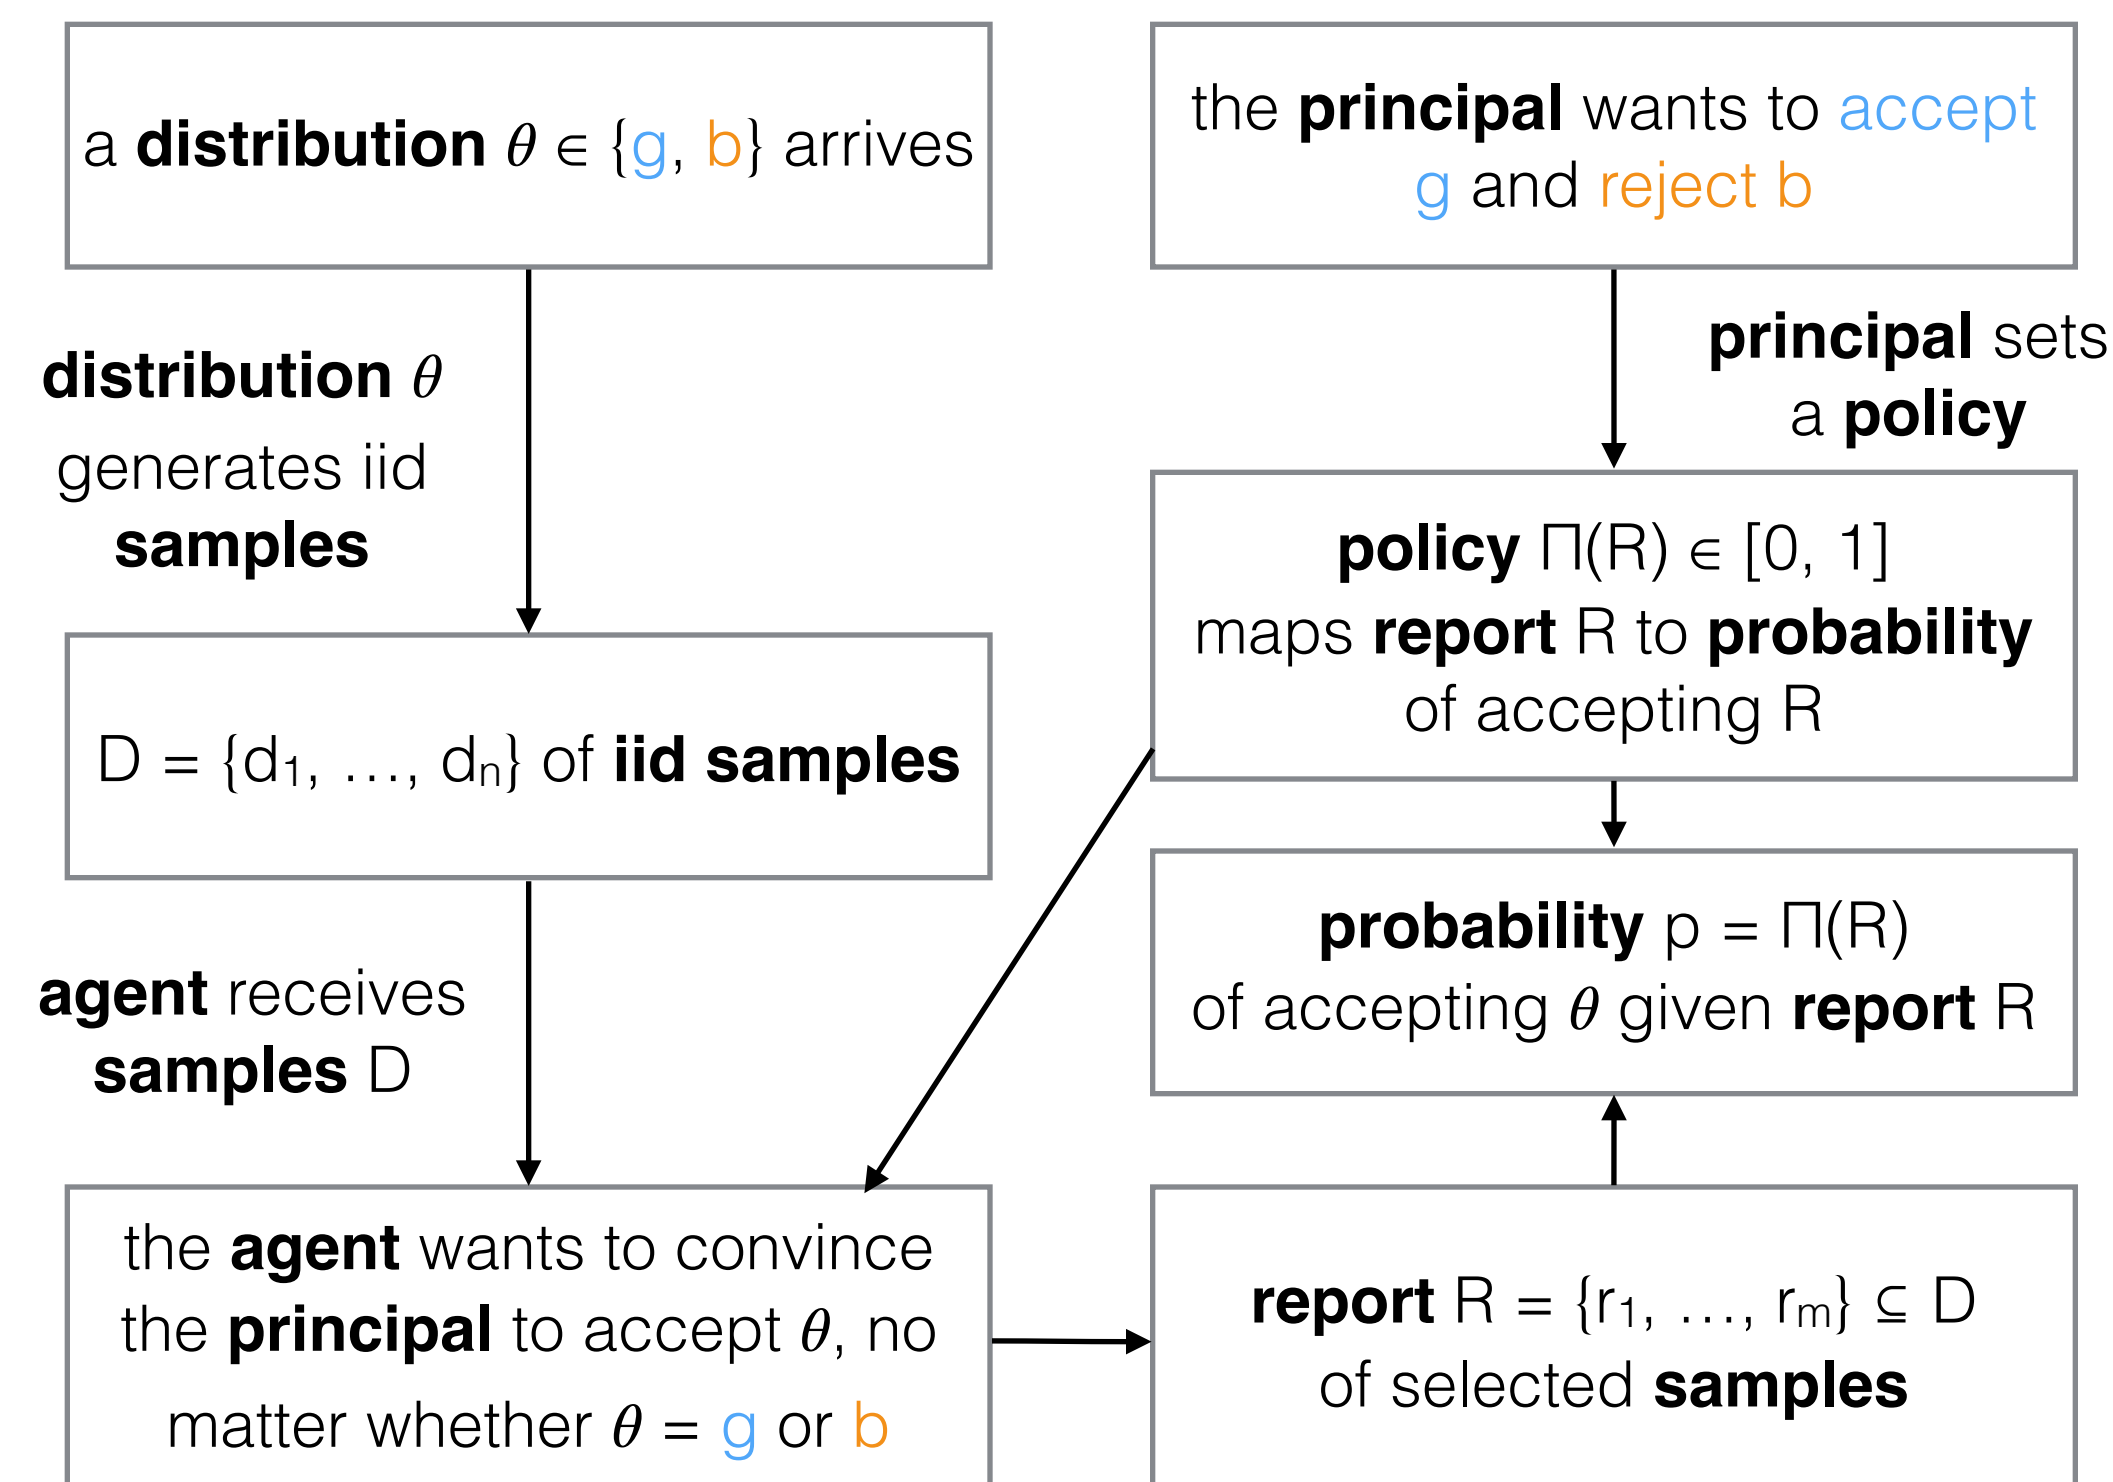 a distribution θ ∈ {g, b} arrives
the principal wants to accept
g and reject b
distribution θ
generates iid
samples
principal sets
a policy
policy Π(R) ∈ [0, 1]
maps report R to probability
of accepting R
D = {d₁, …, dₙ} of iid samples
probability p = Π(R)
of accepting θ given report R
agent receives
samples D
the agent wants to convince
the principal to accept θ, no
matter whether θ = g or b
report R = {r₁, …, rₘ} ⊆ D
of selected samples